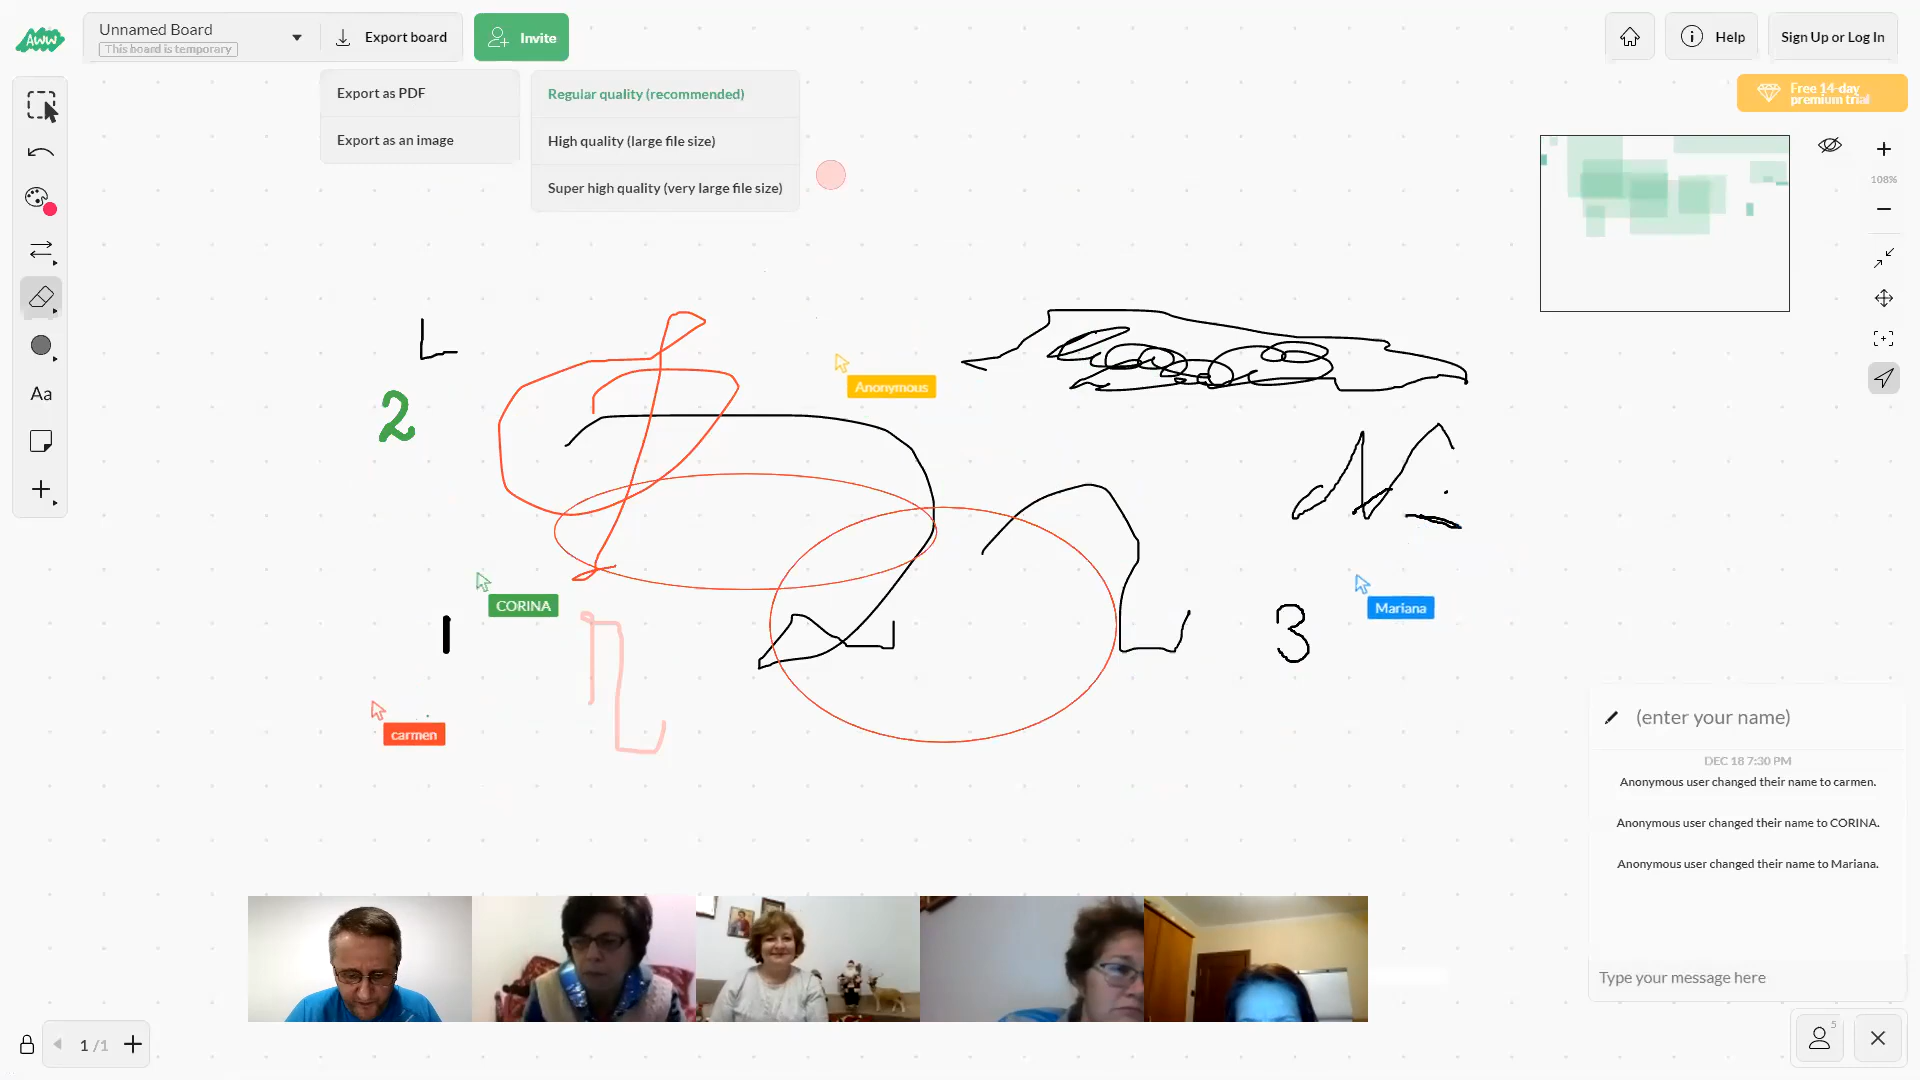 AWW
Unnamed Board
This board is temporary
Export board
Invite
Help
Sign Up or Log In
Export as PDF
Export as an image
Regular quality (recommended)
High quality (large file size)
Super high quality (very large file size)
Free 14-day
premium trial
108%
Aa
L
2
Anonymous
CORINA
Mariana
1
3
carmen
(enter your name)
DEC 18 7:30 PM
Anonymous user changed their name to carmen.
Anonymous user changed their name to CORINA.
Anonymous user changed their name to Mariana.
Type your message here
1 /1
5